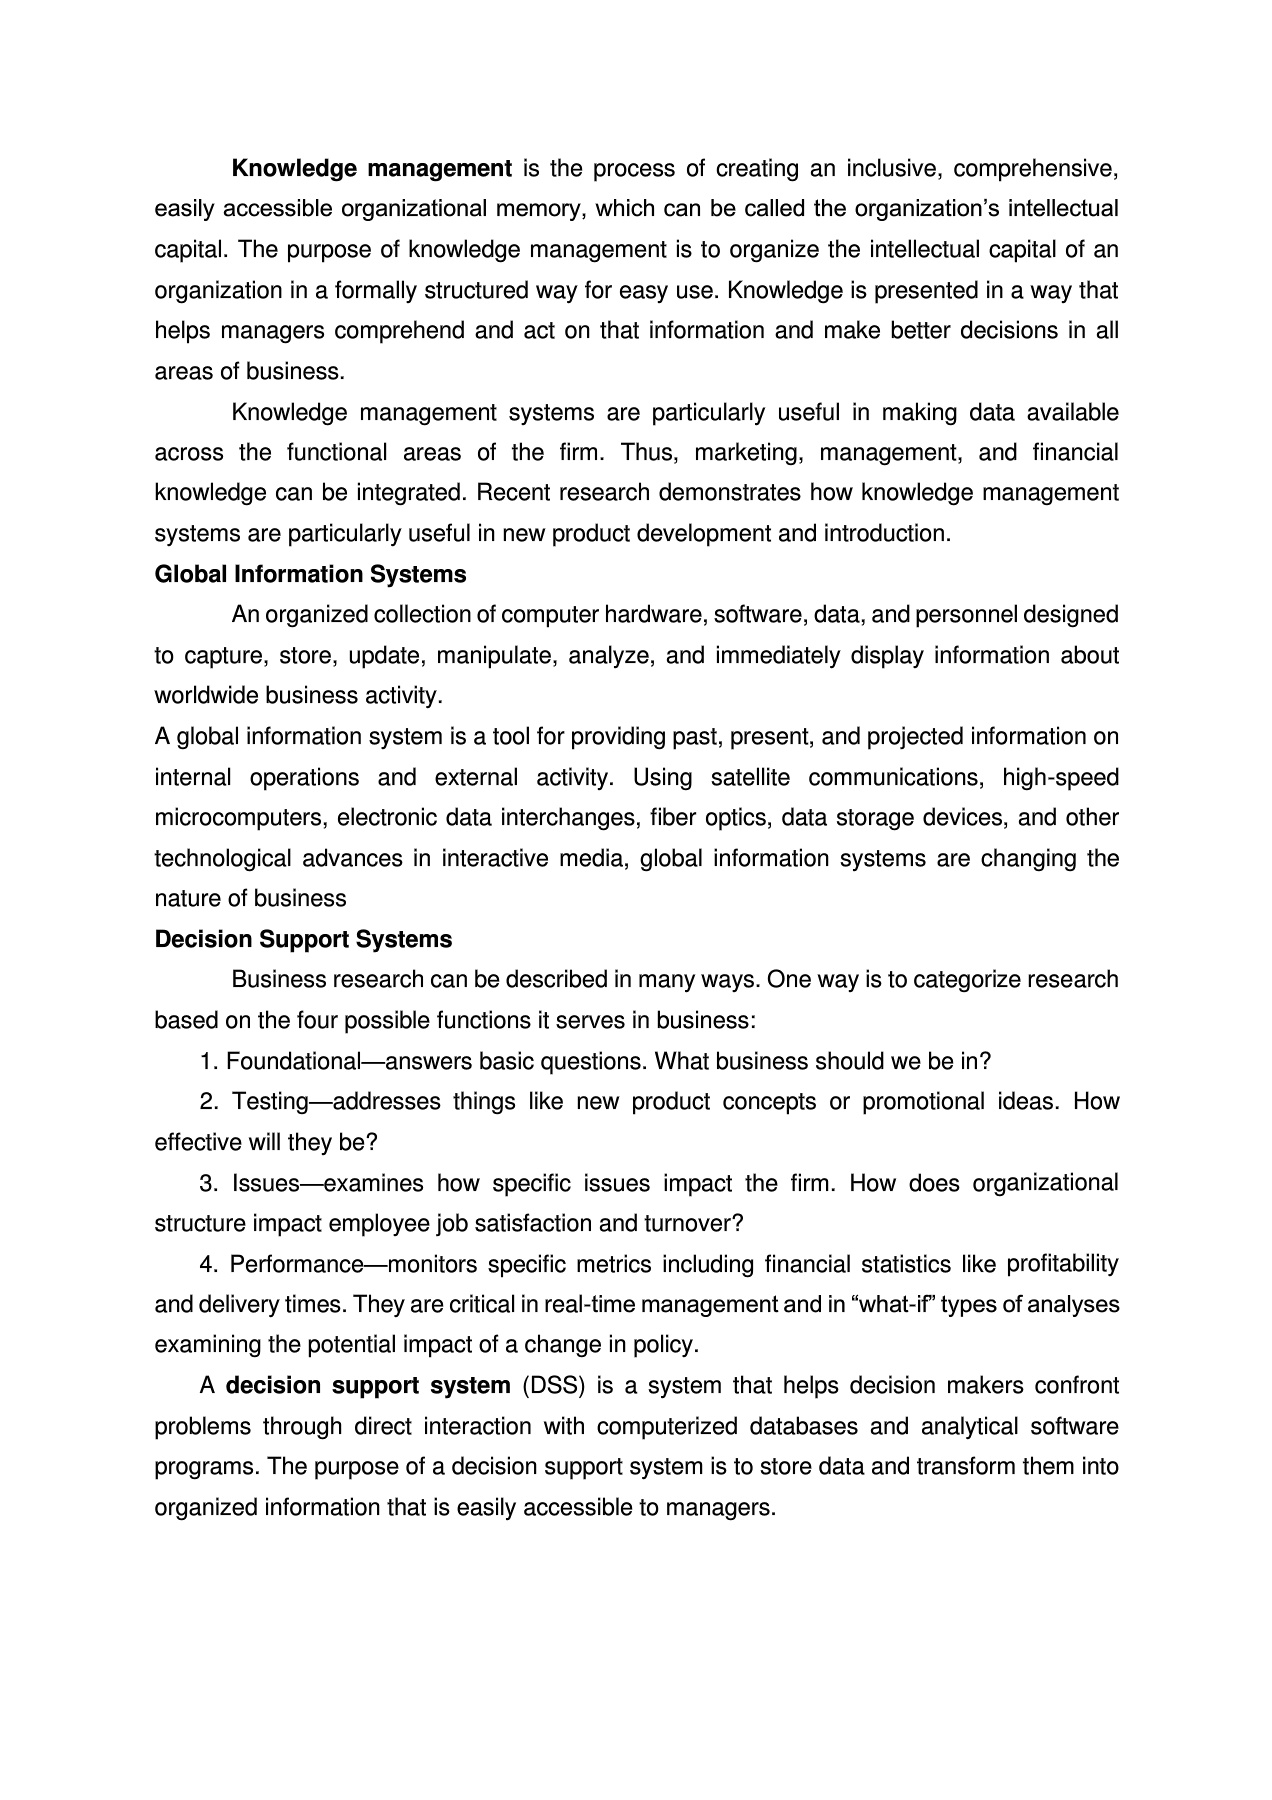 Knowledge management is the process of creating an inclusive, comprehensive,
easily accessible organizational memory, which can be called the organization’s intellectual
capital. The purpose of knowledge management is to organize the intellectual capital of an
organization in a formally structured way for easy use. Knowledge is presented in a way that
helps managers comprehend and act on that information and make better decisions in all
areas of business.
Knowledge management systems are particularly useful in making data available
across the functional areas of the firm. Thus, marketing, management, and financial
knowledge can be integrated. Recent research demonstrates how knowledge management
systems are particularly useful in new product development and introduction.
Global Information Systems
An organized collection of computer hardware, software, data, and personnel designed
to capture, store, update, manipulate, analyze, and immediately display information about
worldwide business activity.
A global information system is a tool for providing past, present, and projected information on
internal operations and external activity. Using satellite communications, high-speed
microcomputers, electronic data interchanges, fiber optics, data storage devices, and other
technological advances in interactive media, global information systems are changing the
nature of business
Decision Support Systems
Business research can be described in many ways. One way is to categorize research
based on the four possible functions it serves in business:
1. Foundational—answers basic questions. What business should we be in?
2. Testing—addresses things like new product concepts or promotional ideas. How
effective will they be?
3. Issues—examines how specific issues impact the firm. How does organizational
structure impact employee job satisfaction and turnover?
4. Performance—monitors specific metrics including financial statistics like profitability
and delivery times. They are critical in real-time management and in “what-if” types of analyses
examining the potential impact of a change in policy.
A decision support system (DSS) is a system that helps decision makers confront
problems through direct interaction with computerized databases and analytical software
programs. The purpose of a decision support system is to store data and transform them into
organized information that is easily accessible to managers.